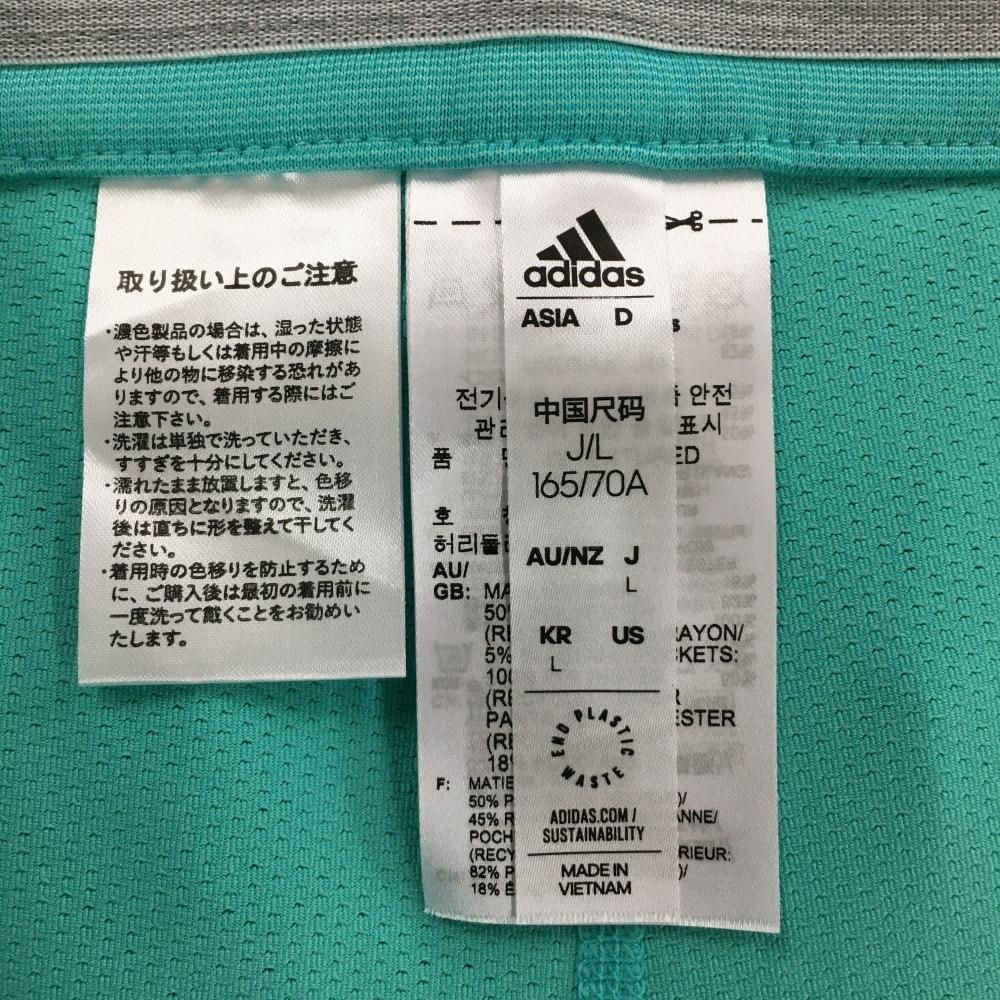 取り扱い上のご注意
・濃色製品の場合は、湿った状態
や汗等もしくは着用中の摩擦に
より他の物に移染する恐れがあ
りますので、着用する際にはご
注意下さい。
・洗濯は単独で洗っていただき、
すすぎを十分にしてください。
・濡れたまま放置しますと、色移
りの原因となりますので、洗濯
後は直ちに形を整えて干してく
ださい。
・着用時の色移りを防止するため
に、ご購入後は最初の着用前に
一度洗って戴くことをお勧めい
たします。
adidas
ASIA D
中国尺码
J/L
165/70A
AU/NZ J
L
KR US
L
END PLASTIC WASTE
ADIDAS.COM /
SUSTAINABILITY
MADE IN
VIETNAM
전기 안전
관 표시
품 ED
호
허리둘
AU/
GB: MA
50% RAYON/
5% CKETS:
100
PA ESTER
18%
F: MATIE
50% P
45% R ANNE/
POCH
(RECY RIEUR:
82% P
18% É